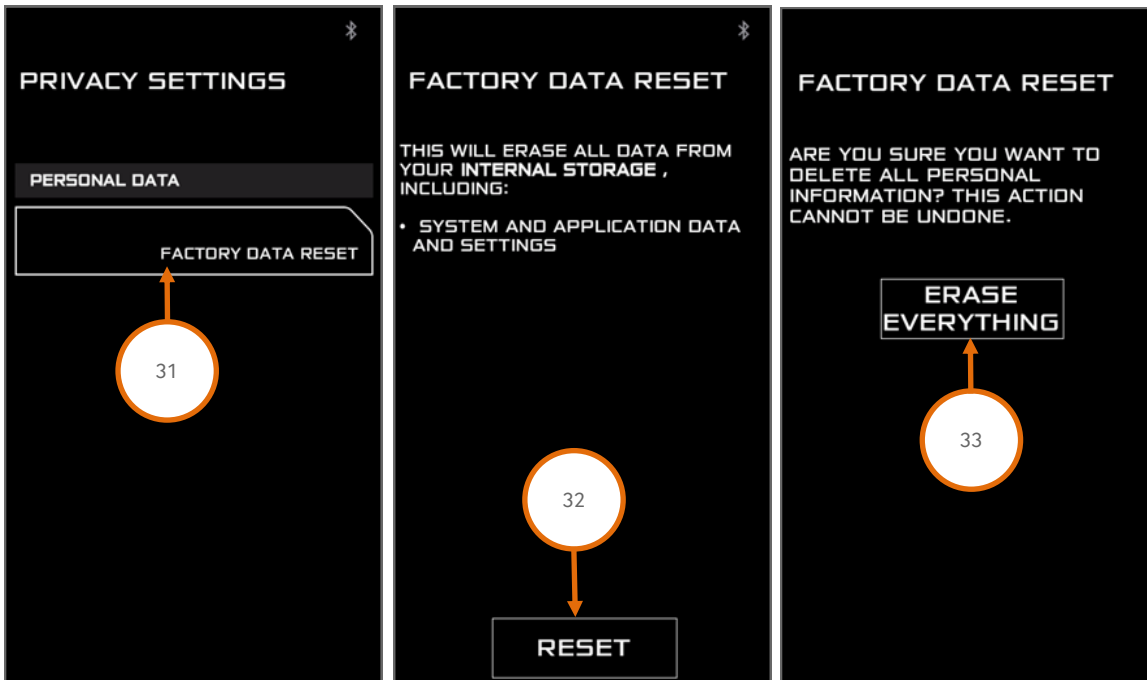 PRIVACY SETTINGS
PERSONAL DATA
FACTORY DATA RESET
31
FACTORY DATA RESET
THIS WILL ERASE ALL DATA FROM
YOUR INTERNAL STORAGE ,
INCLUDING:
• SYSTEM AND APPLICATION DATA
AND SETTINGS
32
RESET
FACTORY DATA RESET
ARE YOU SURE YOU WANT TO
DELETE ALL PERSONAL
INFORMATION? THIS ACTION
CANNOT BE UNDONE.
ERASE
EVERYTHING
33